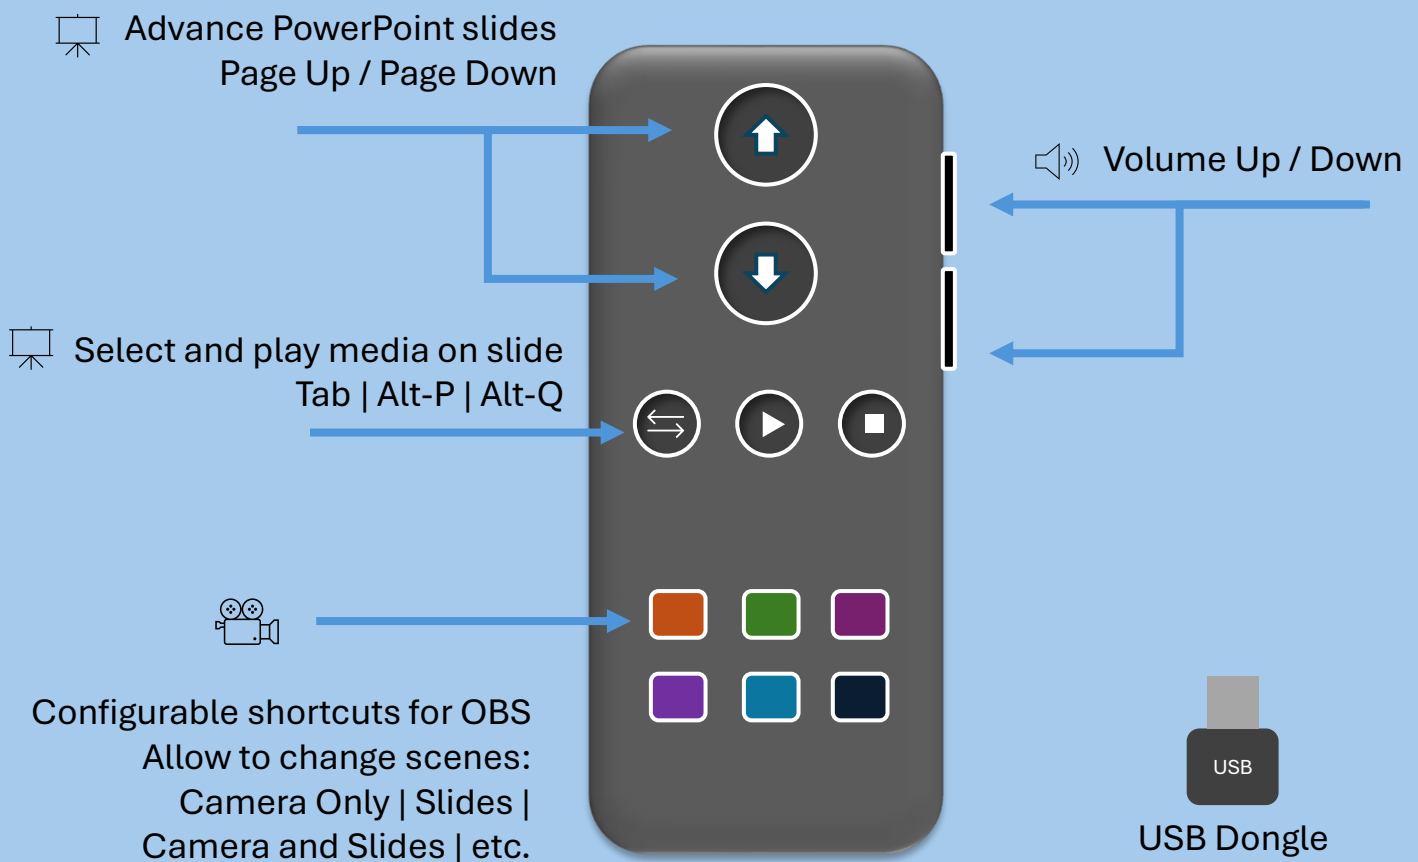 Advance PowerPoint slides
Page Up / Page Down
Volume Up / Down
Select and play media on slide
Tab | Alt-P | Alt-Q
Configurable shortcuts for OBS
Allow to change scenes:
Camera Only | Slides |
Camera and Slides | etc.
USB
USB Dongle